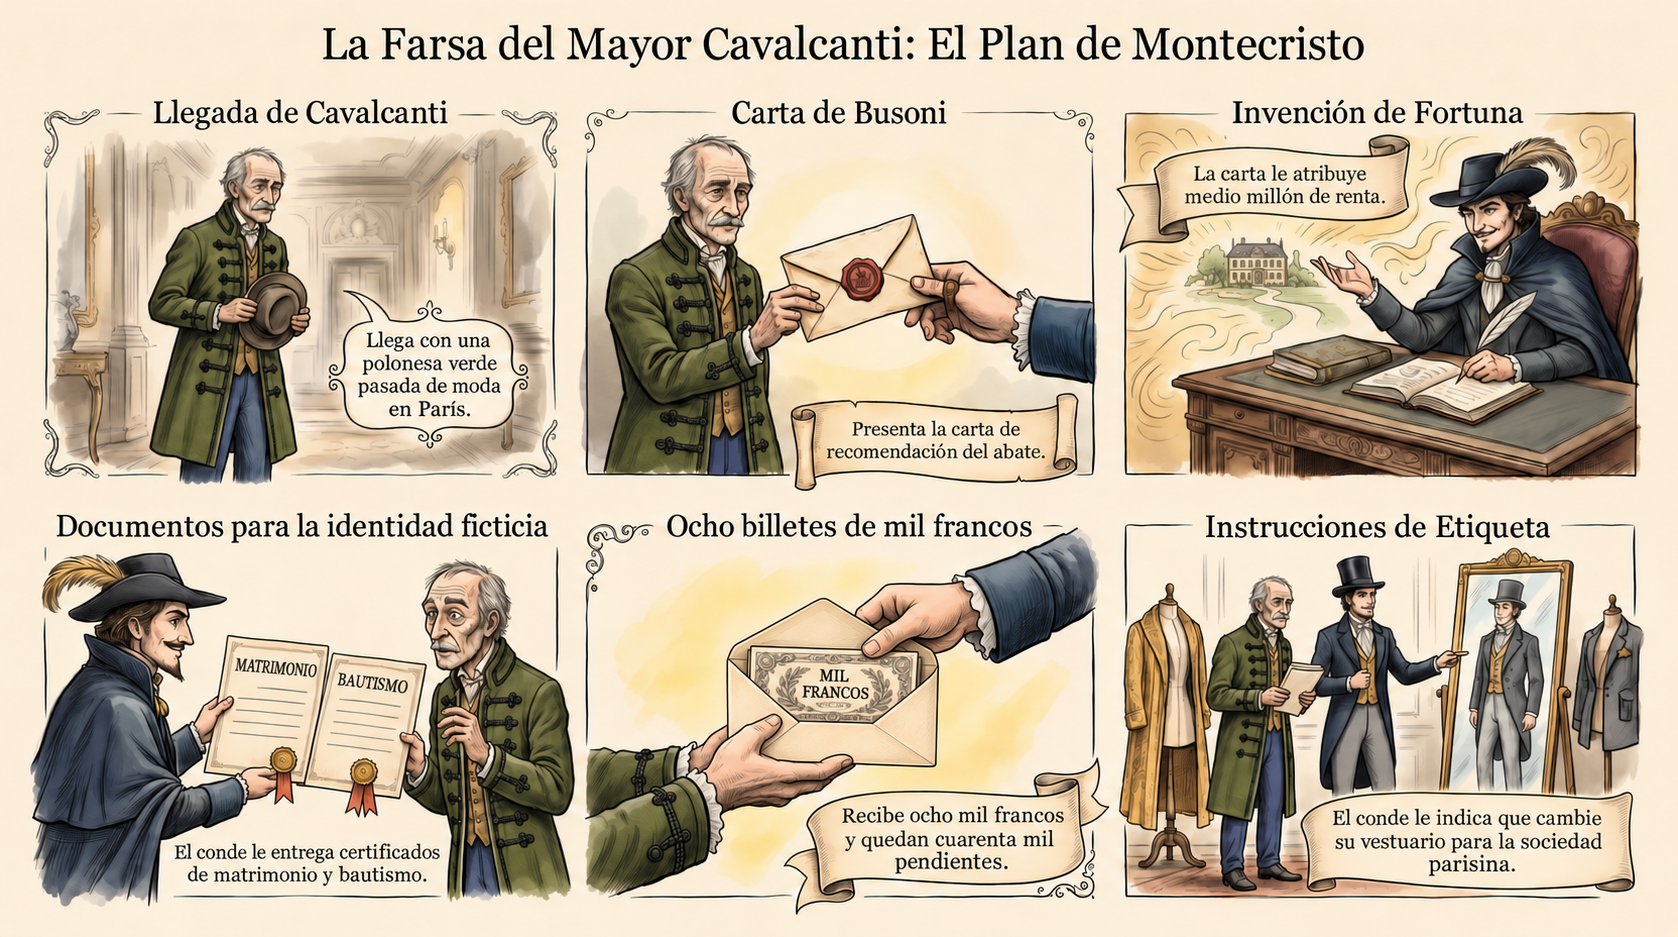 La Farsa del Mayor Cavalcanti: El Plan de Montecristo
Llegada de Cavalcanti
Llega con una
polonesa verde
pasada de moda
en París.
Carta de Busoni
Presenta la carta de
recomendación del abate.
Invención de Fortuna
La carta le atribuye
medio millón de renta.
Documentos para la identidad ficticia
MATRIMONIO
BAUTISMO
El conde le entrega certificados
de matrimonio y bautismo.
Ocho billetes de mil francos
MIL
FRANCOS
Recibe ocho mil francos
y quedan cuarenta mil
pendientes.
Instrucciones de Etiqueta
El conde le indica que cambie
su vestuario para la sociedad
parisina.